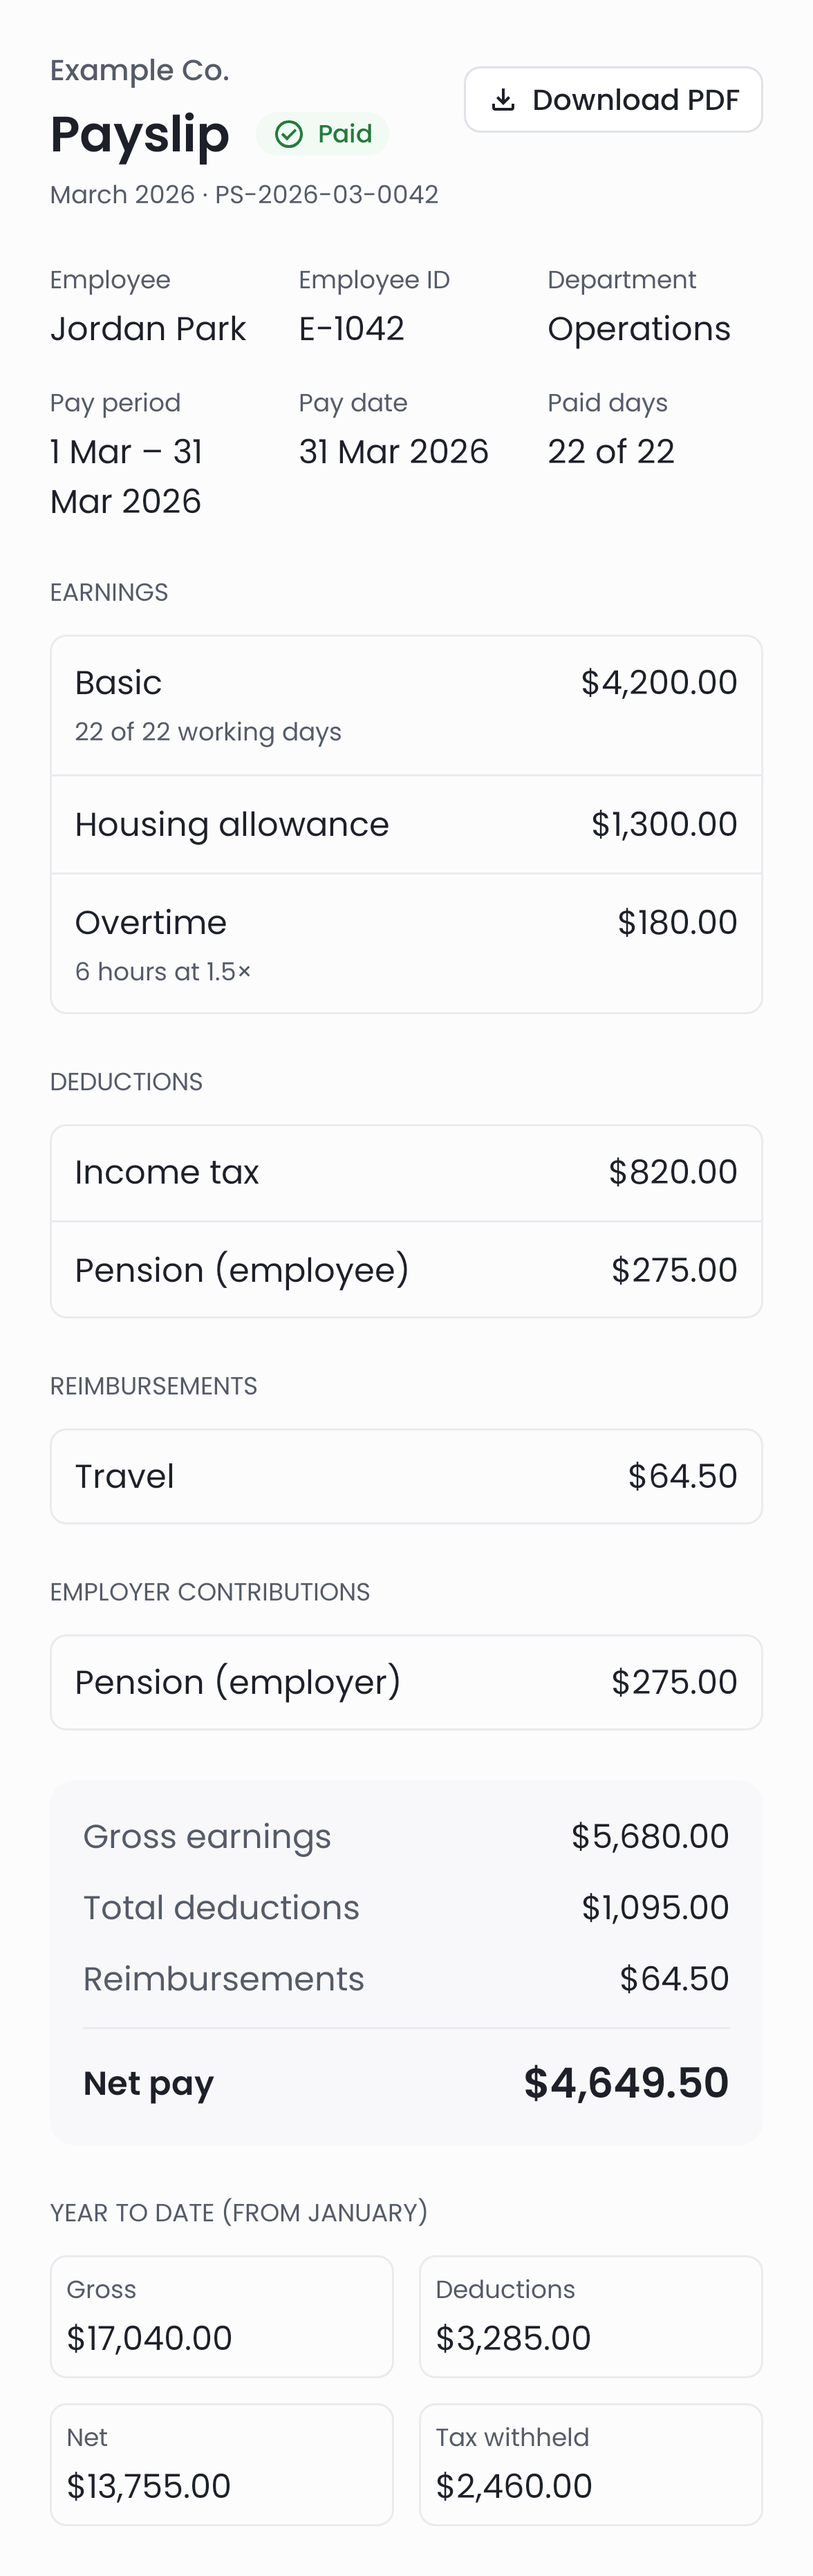 Example Co.
Download PDF
Payslip
Paid
March 2026 · PS-2026-03-0042
Employee
Employee ID
Department
Jordan Park
E-1042
Operations
Pay period
Pay date
Paid days
1 Mar – 31
Mar 2026
31 Mar 2026
22 of 22
EARNINGS
Basic
$4,200.00
22 of 22 working days
Housing allowance
$1,300.00
Overtime
$180.00
6 hours at 1.5×
DEDUCTIONS
Income tax
$820.00
Pension (employee)
$275.00
REIMBURSEMENTS
Travel
$64.50
EMPLOYER CONTRIBUTIONS
Pension (employer)
$275.00
Gross earnings
$5,680.00
Total deductions
$1,095.00
Reimbursements
$64.50
Net pay
$4,649.50
YEAR TO DATE (FROM JANUARY)
Gross
$17,040.00
Deductions
$3,285.00
Net
$13,755.00
Tax withheld
$2,460.00